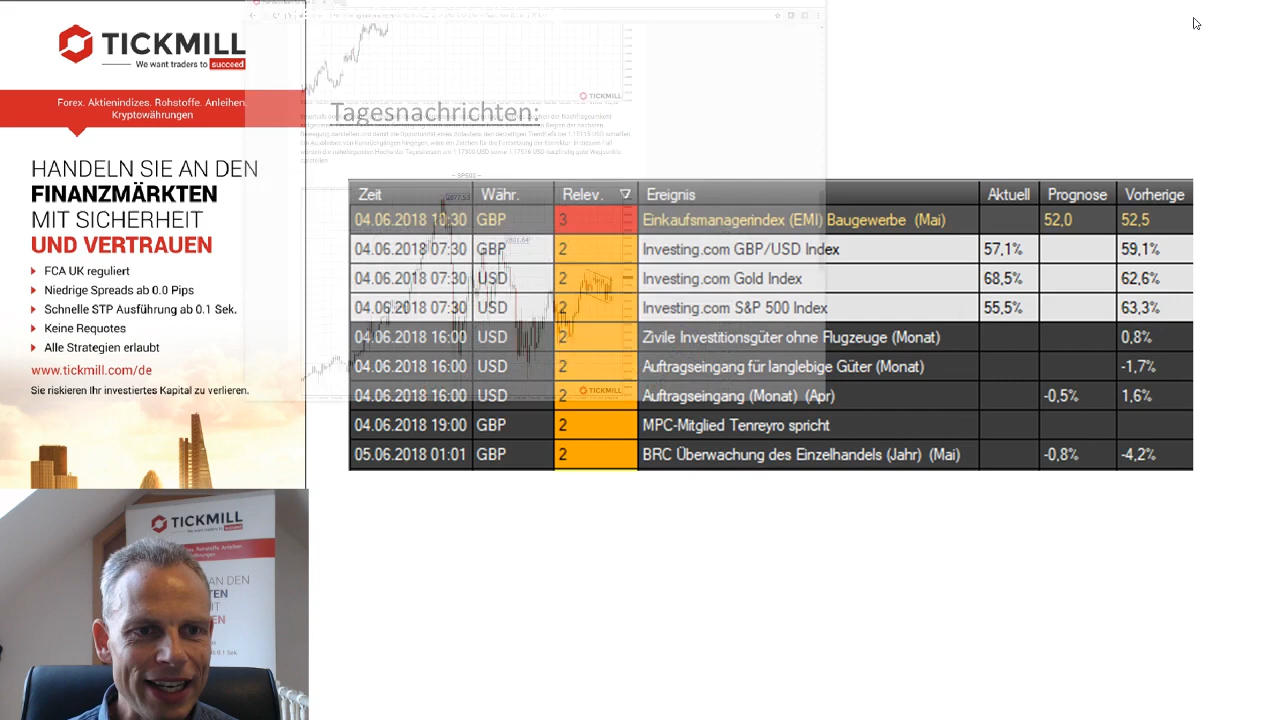 TICKMILL
We want traders to succeed
Forex. Aktienindizes. Rohstoffe. Anleihen.
Kryptowährungen
HANDELN SIE AN DEN
FINANZMÄRKTEN
MIT SICHERHEIT
UND VERTRAUEN
FCA UK reguliert
Niedrige Spreads ab 0.0 Pips
Schnelle STP Ausführung ab 0.1 Sek.
Keine Requotes
Alle Strategien erlaubt
www.tickmill.com/de
Sie riskieren Ihr investiertes Kapital zu verlieren.
TICKMILL
Tagesnachrichten:
– SP500 –
Zeit Währ. Relev. Ereignis Aktuell Prognose Vorherige
04.06.2018 10:30 GBP 3 Einkaufsmanagerindex (EMI) Baugewerbe (Mai) 52,0 52,5
04.06.2018 07:30 GBP 2 Investing.com GBP/USD Index 57,1% 59,1%
04.06.2018 07:30 USD 2 Investing.com Gold Index 68,5% 62,6%
04.06.2018 07:30 USD 2 Investing.com S&P 500 Index 55,5% 63,3%
04.06.2018 16:00 USD 2 Zivile Investitionsgüter ohne Flugzeuge (Monat) 0,8%
04.06.2018 16:00 USD 2 Auftragseingang für langlebige Güter (Monat) -1,7%
04.06.2018 16:00 USD 2 Auftragseingang (Monat) (Apr) -0,5% 1,6%
04.06.2018 19:00 GBP 2 MPC-Mitglied Tenreyro spricht
05.06.2018 01:01 GBP 2 BRC Überwachung des Einzelhandels (Jahr) (Mai) -0,8% -4,2%
TICKMILL
TICKMILL
We want traders to succeed